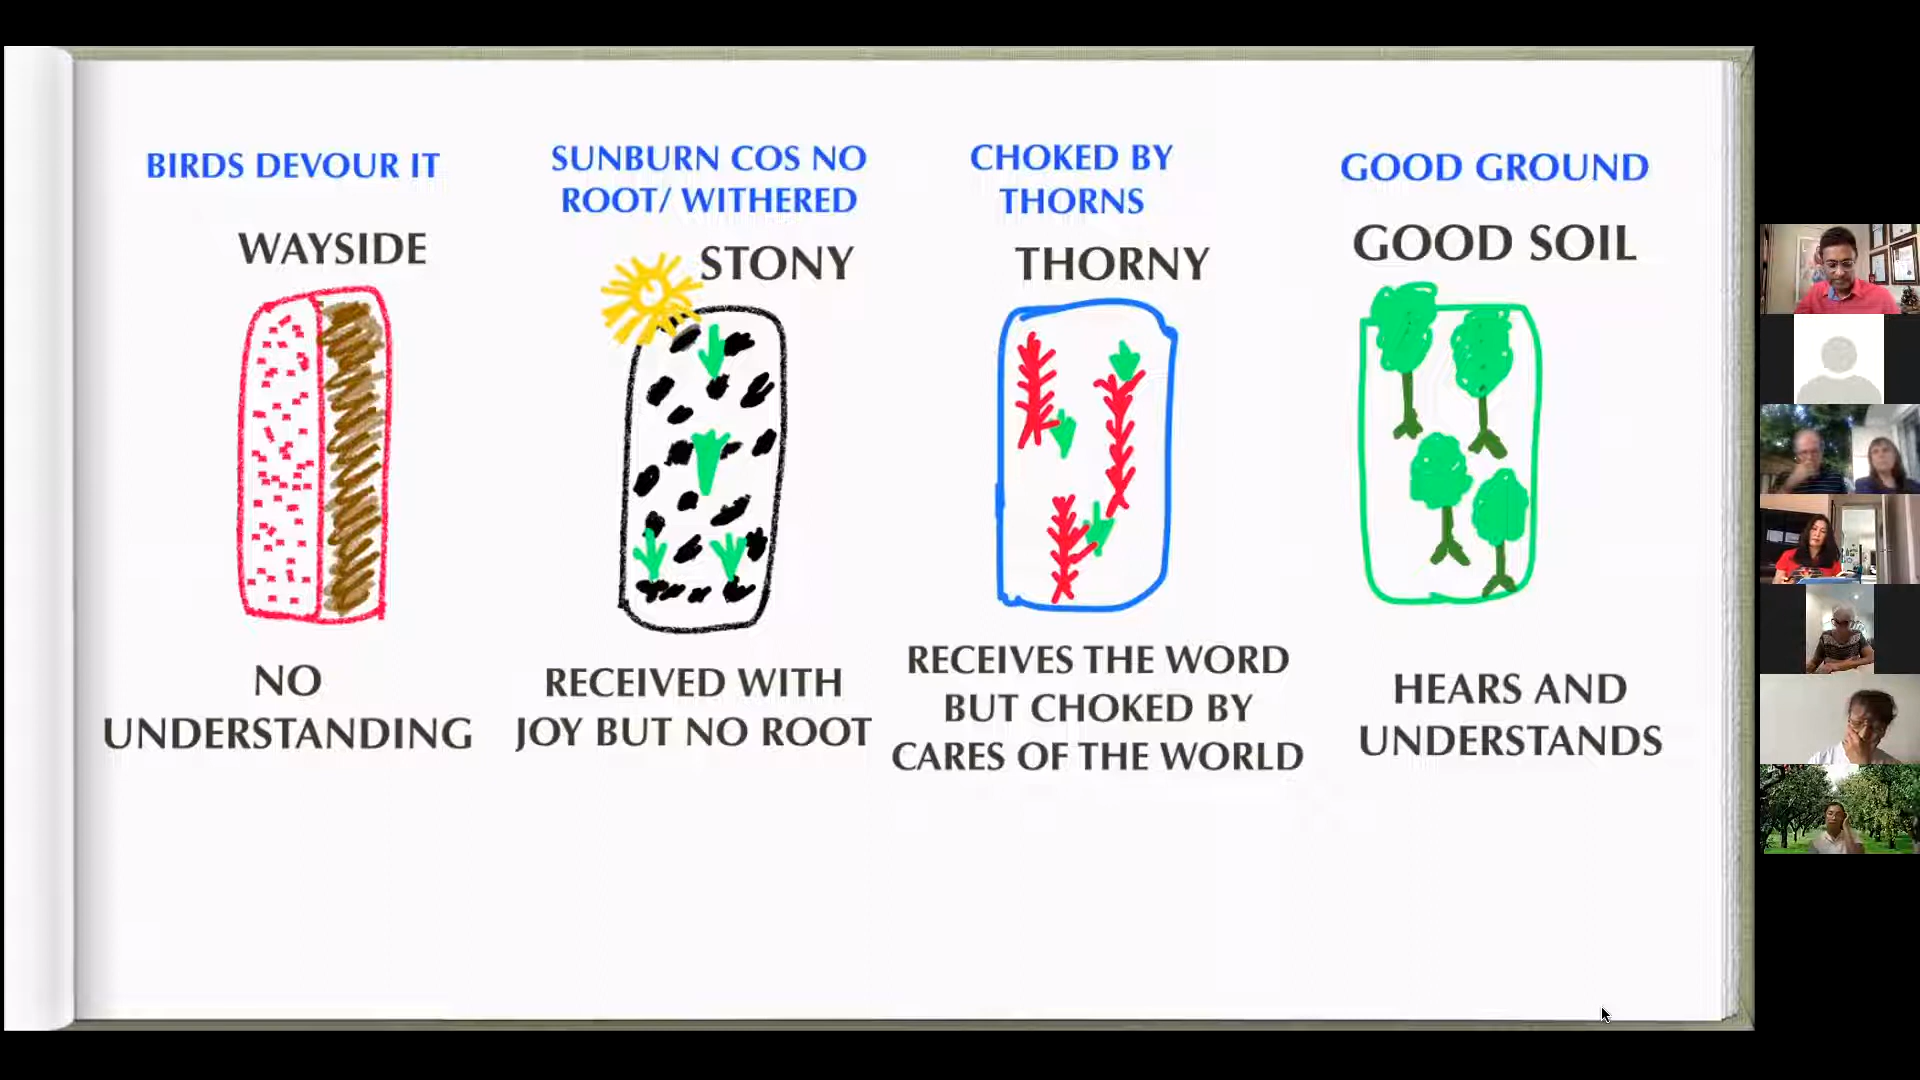 BIRDS DEVOUR IT
WAYSIDE
NO
UNDERSTANDING
SUNBURN COS NO
ROOT/ WITHERED
STONY
RECEIVED WITH
JOY BUT NO ROOT
CHOKED BY
THORNS
THORNY
RECEIVES THE WORD
BUT CHOKED BY
CARES OF THE WORLD
GOOD GROUND
GOOD SOIL
HEARS AND
UNDERSTANDS